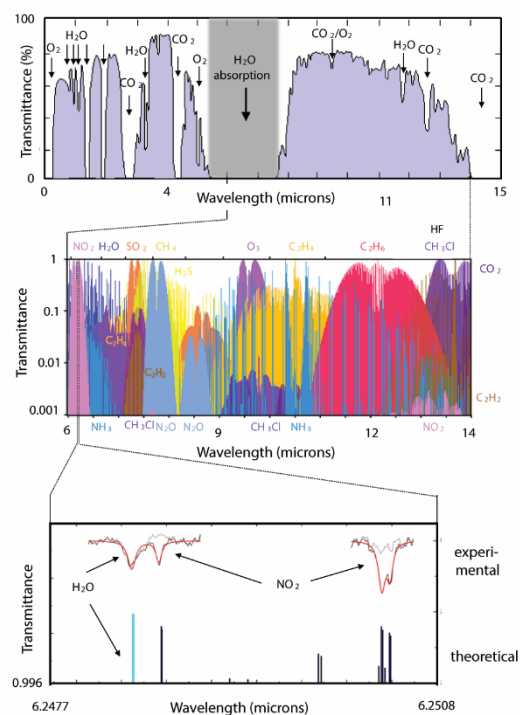 100
CO2/O2
O2
H2O
H2O
H2O
CO2
CO2
O2
absorption
CO2
CO2
Transmittance (%)
0
0
4
11
15
Wavelength (microns)
HF
NO2 H2O SO2 CH4 O3 C2H4 C2H6 CH3Cl
CO2
H2S
1
0.1
0.01
0.001
Transmittance
C2H4
C2H2
C2H2
6
9
12
14
NH3 CH3Cl N2O N2O CH3Cl NH3 NO2
Wavelength (microns)
experi-
mental
H2O
NO2
Transmittance
theoretical
0.996
6.2477
6.2508
Wavelength (microns)